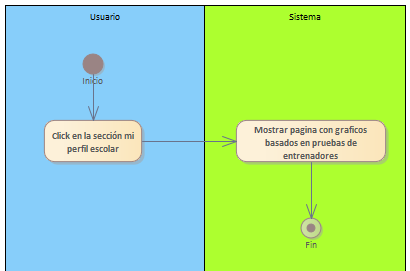 Usuario
Sistema
Inicio
Click en la sección mi
perfil escolar
Mostrar pagina con graficos
basados en pruebas de
entrenadores
Fin